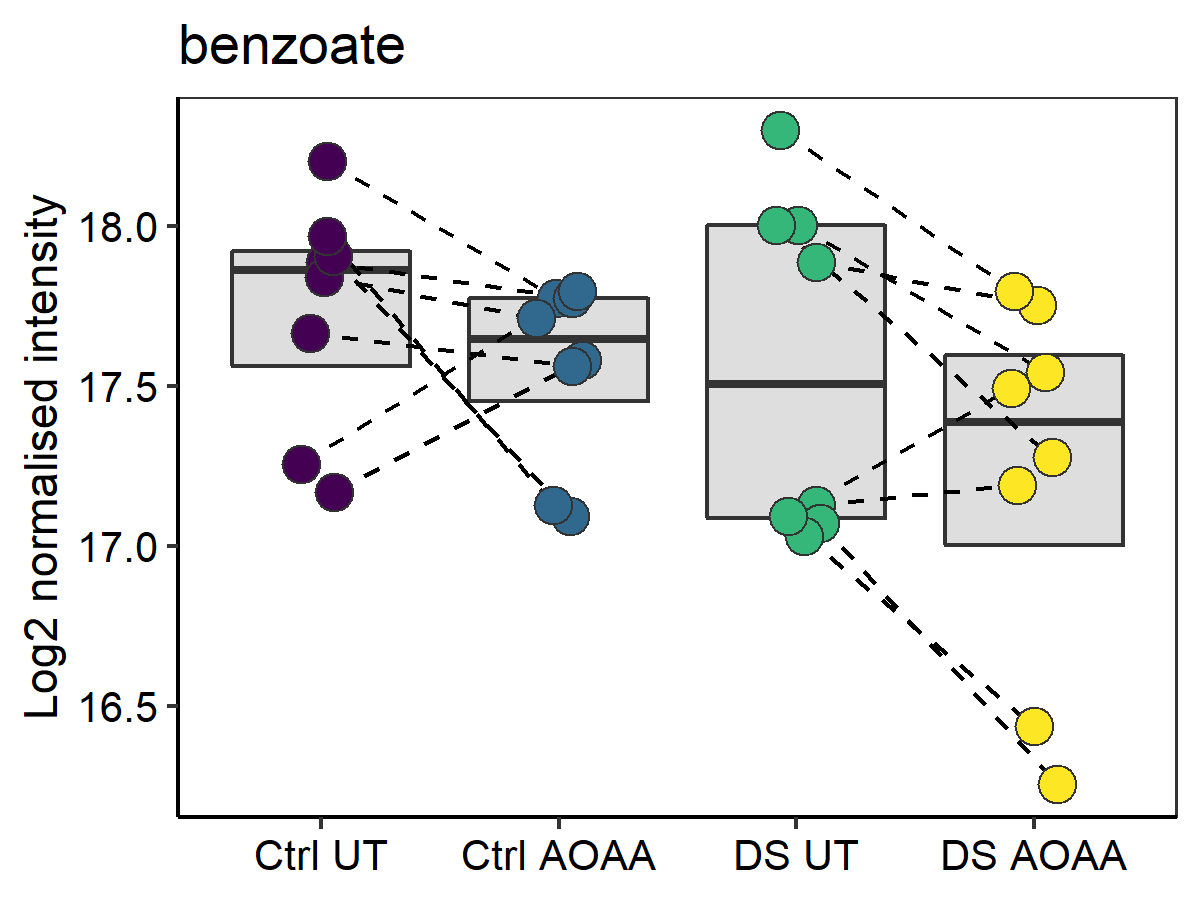 benzoate
Log2 normalised intensity
18.0
17.5
17.0
16.5
Ctrl UT
Ctrl AOAA
DS UT
DS AOAA